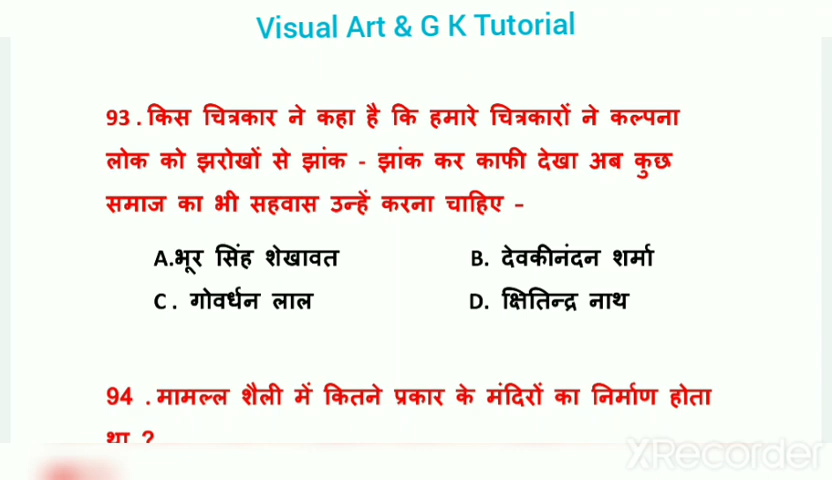 Visual Art & G K Tutorial
93 . किस चित्रकार ने कहा है कि हमारे चित्रकारों ने कल्पना
लोक को झरोखों से झांक - झांक कर काफी देखा अब कुछ
समाज का भी सहवास उन्हें करना चाहिए -
A.भूर सिंह शेखावत B. देवकीनंदन शर्मा
C . गोवर्धन लाल D. क्षितिन्द्र नाथ
94 . मामल्ल शैली में कितने प्रकार के मंदिरों का निर्माण होता
था ?
XRecorder